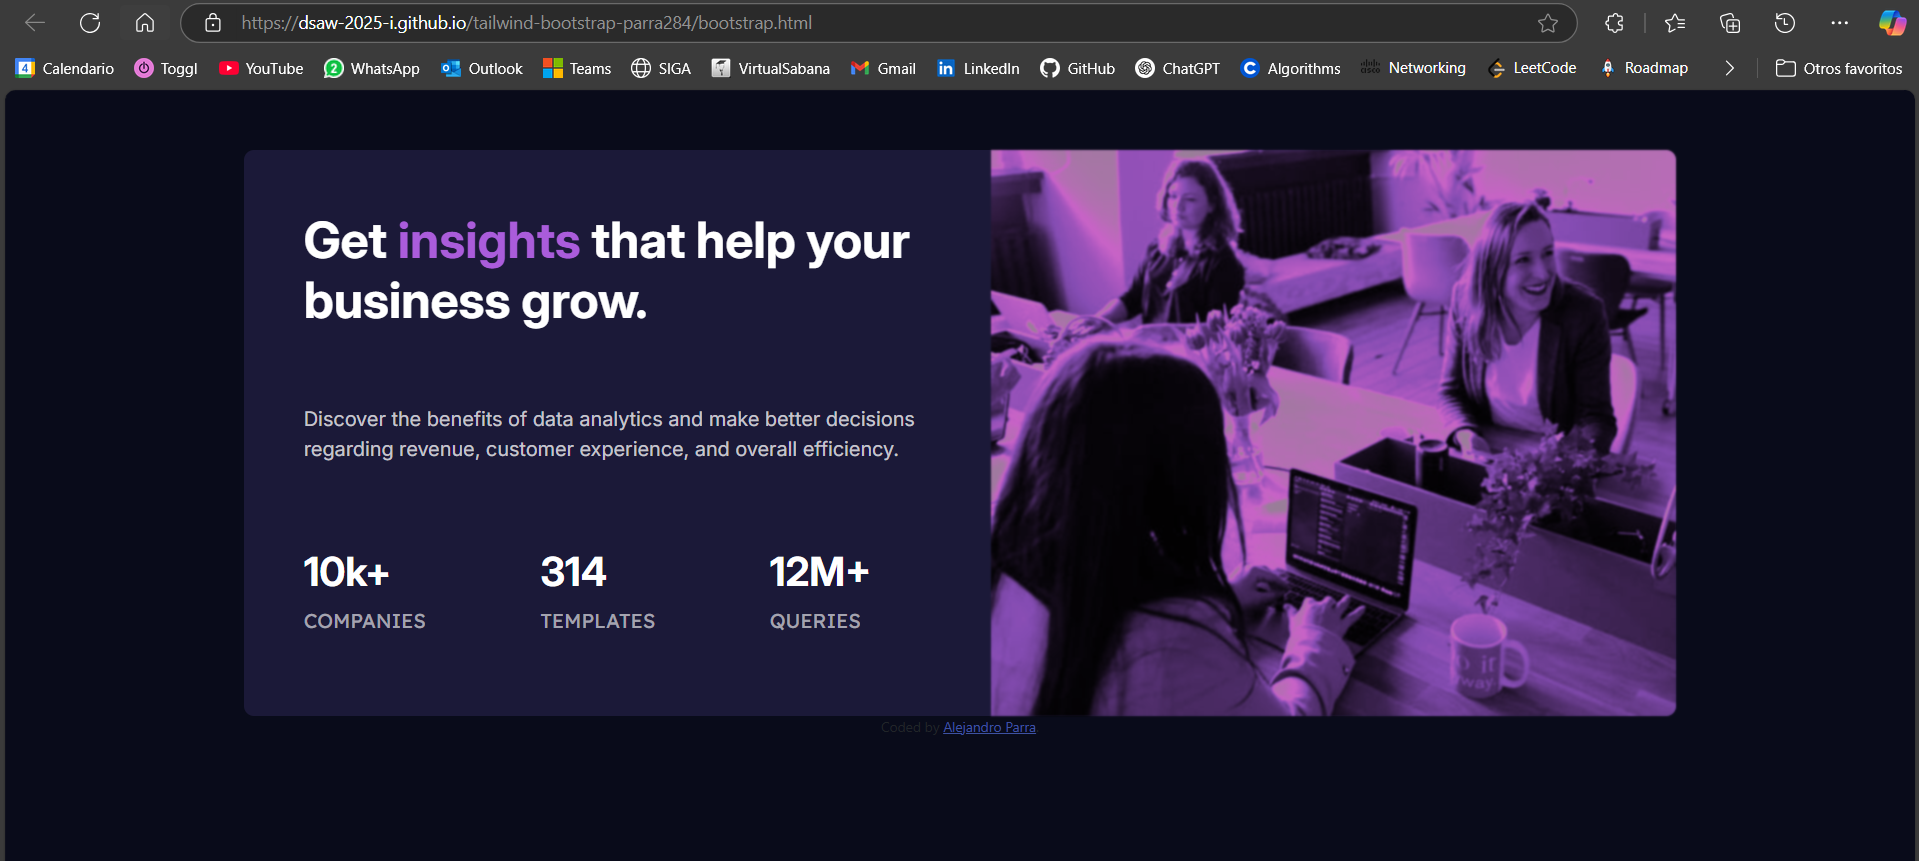 https://dsaw-2025-i.github.io/tailwind-bootstrap-parra284/bootstrap.html
4 Calendario Toggl YouTube 2 WhatsApp Outlook Teams SIGA VirtualSabana Gmail LinkedIn GitHub ChatGPT Algorithms Networking LeetCode Roadmap Otros favoritos
Get insights that help your
business grow.
Discover the benefits of data analytics and make better decisions
regarding revenue, customer experience, and overall efficiency.
10k+ 314 12M+
COMPANIES TEMPLATES QUERIES
Coded by Alejandro Parra.